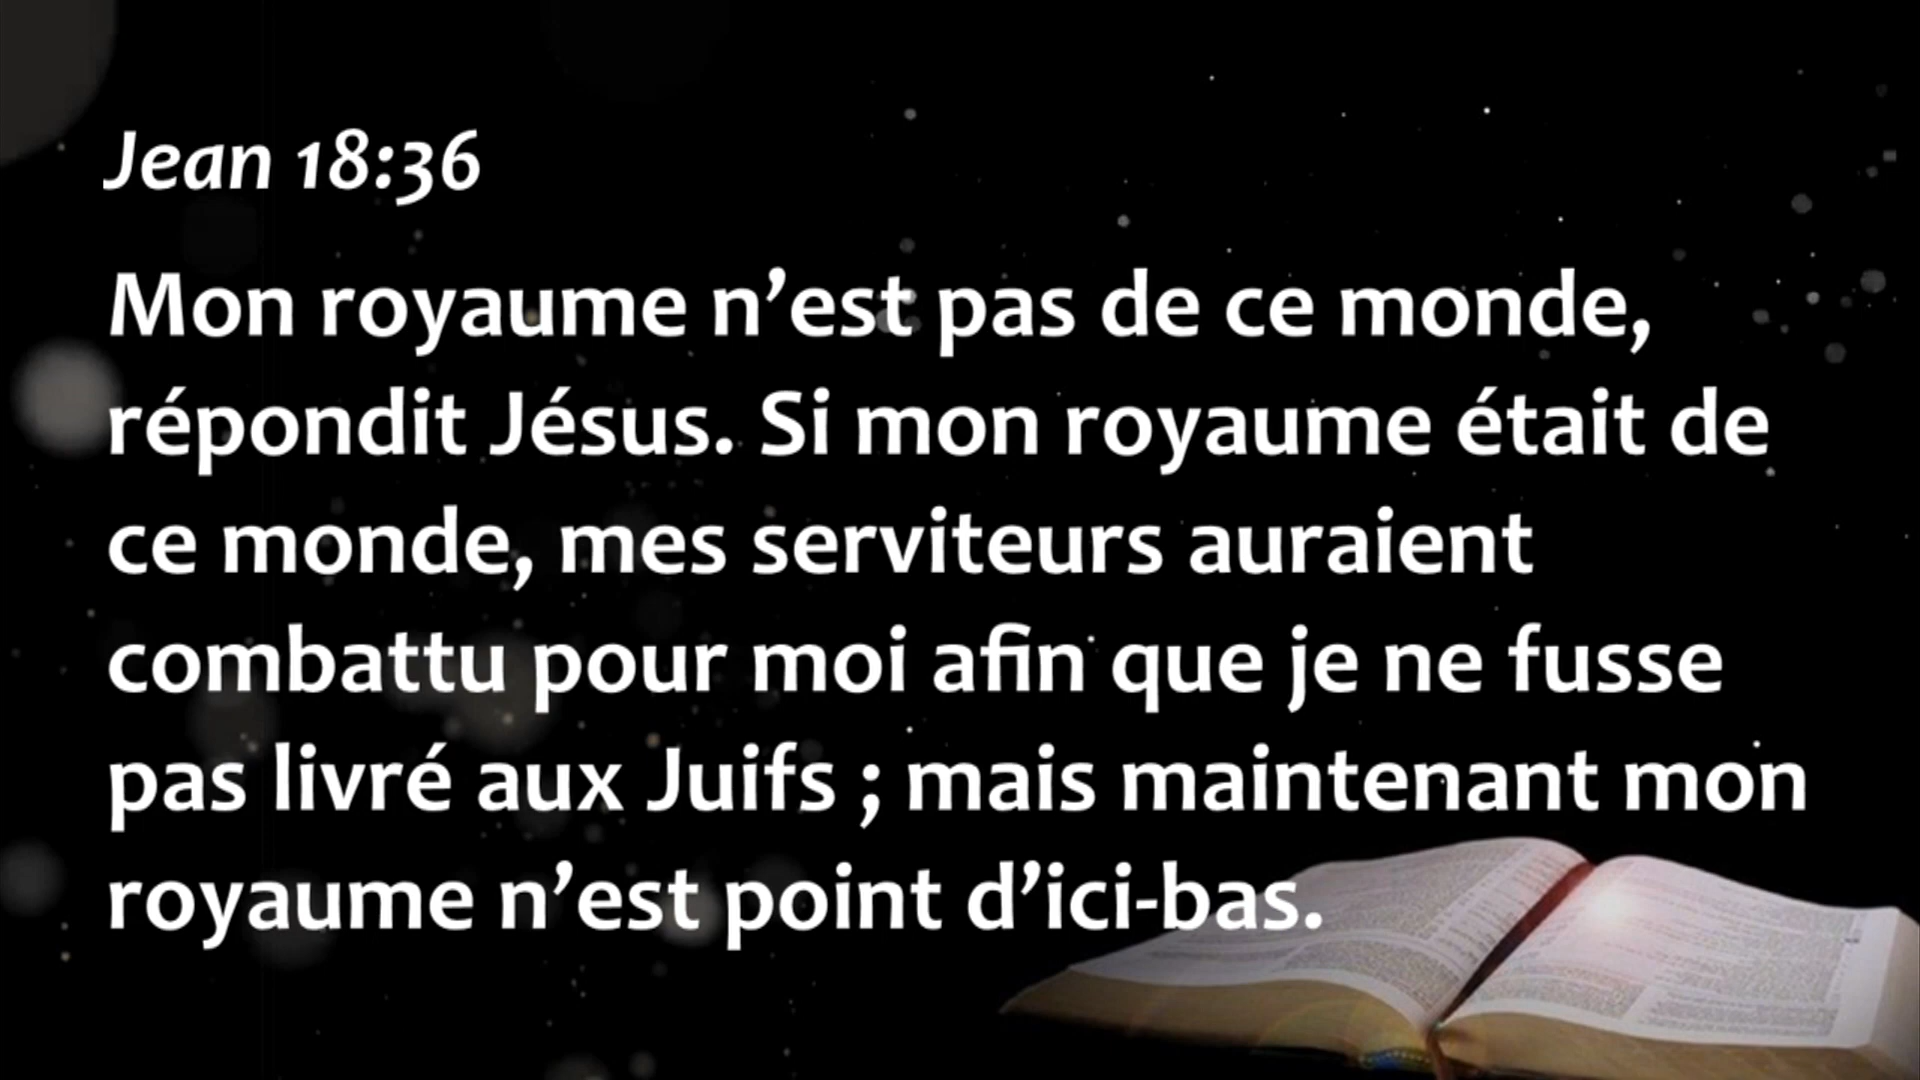 Jean 18:36
Mon royaume n’est pas de ce monde,
répondit Jésus. Si mon royaume était de
ce monde, mes serviteurs auraient
combattu pour moi afin que je ne fusse
pas livré aux Juifs ; mais maintenant mon
royaume n’est point d’ici-bas.